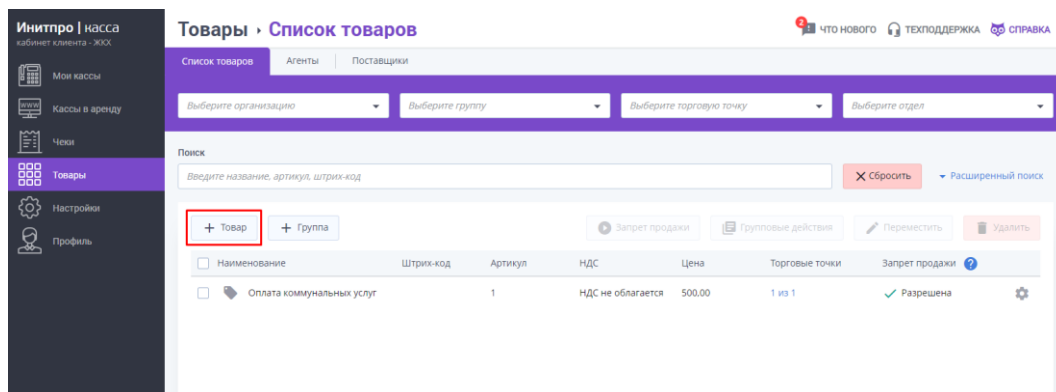 Инитпро | касса
кабинет клиента - ЖКХ
Товары › Список товаров
2
ЧТО НОВОГО
ТЕХПОДДЕРЖКА
СПРАВКА
Мои кассы
www
Кассы в аренду
Чеки
Товары
Настройки
Профиль
Список товаров
Агенты
Поставщики
Выберите организацию
Выберите группу
Выберите торговую точку
Выберите отдел
Поиск
Введите название, артикул, штрих-код
Сбросить
Расширенный поиск
+ Товар
+ Группа
Запрет продажи
Групповые действия
Переместить
Удалить
Наименование Штрих-код Артикул НДС Цена Торговые точки Запрет продажи ?
Оплата коммунальных услуг 1 НДС не облагается 500.00 1 из 1 Разрешена